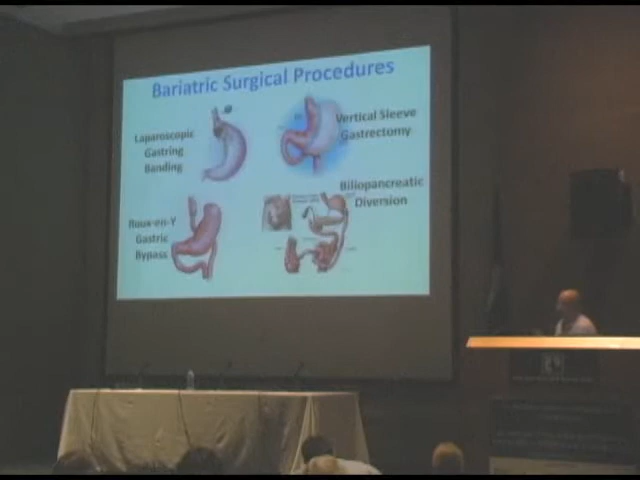 Bariatric Surgical Procedures
Laparoscopic
Gastring
Banding
Vertical Sleeve
Gastrectomy
Roux-en-Y
Gastric
Bypass
Biliopancreatic
Diversion